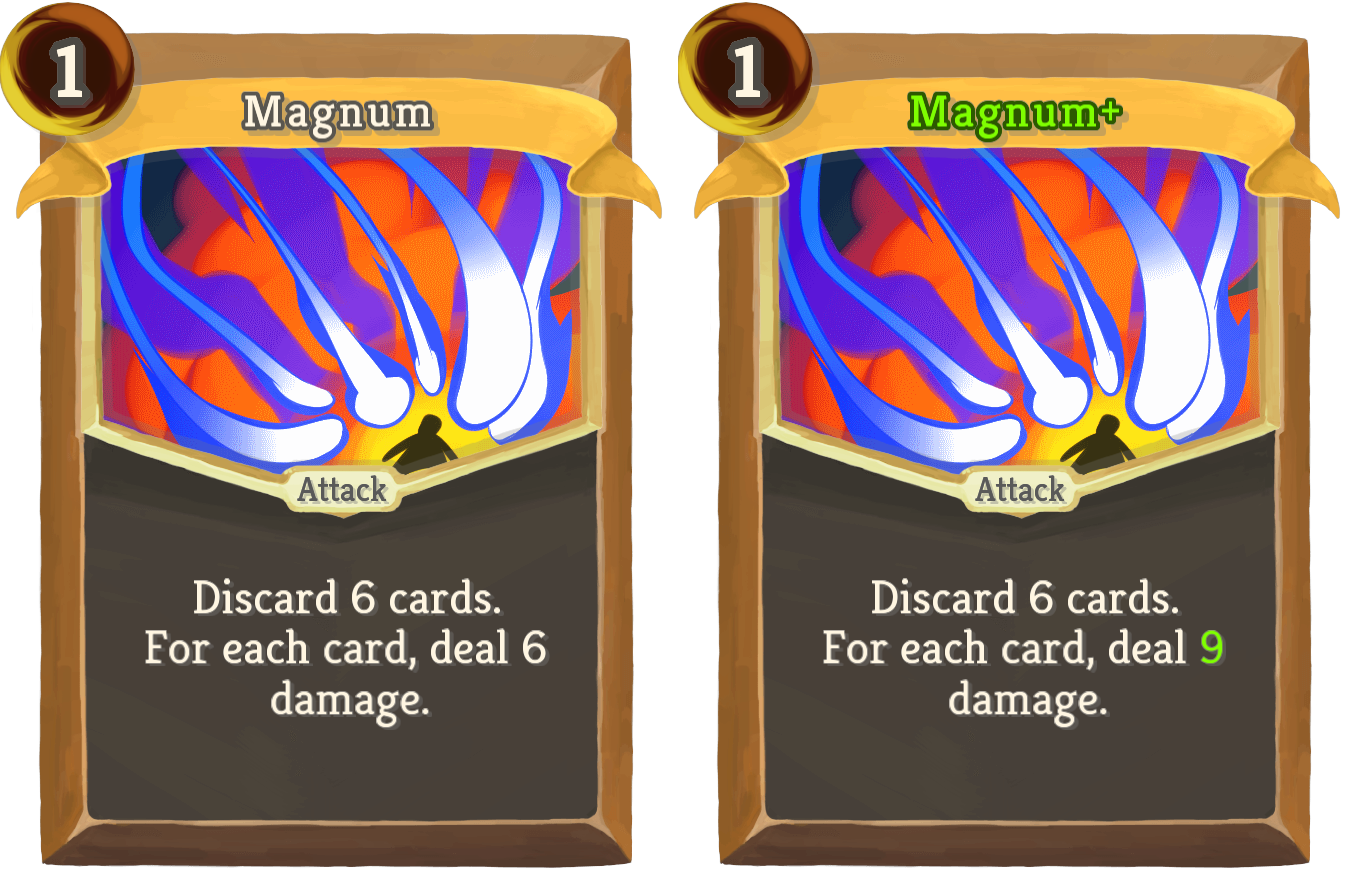 1
Magnum
Attack
Discard 6 cards.
For each card, deal 6
damage.
1
Magnum+
Attack
Discard 6 cards.
For each card, deal 9
damage.